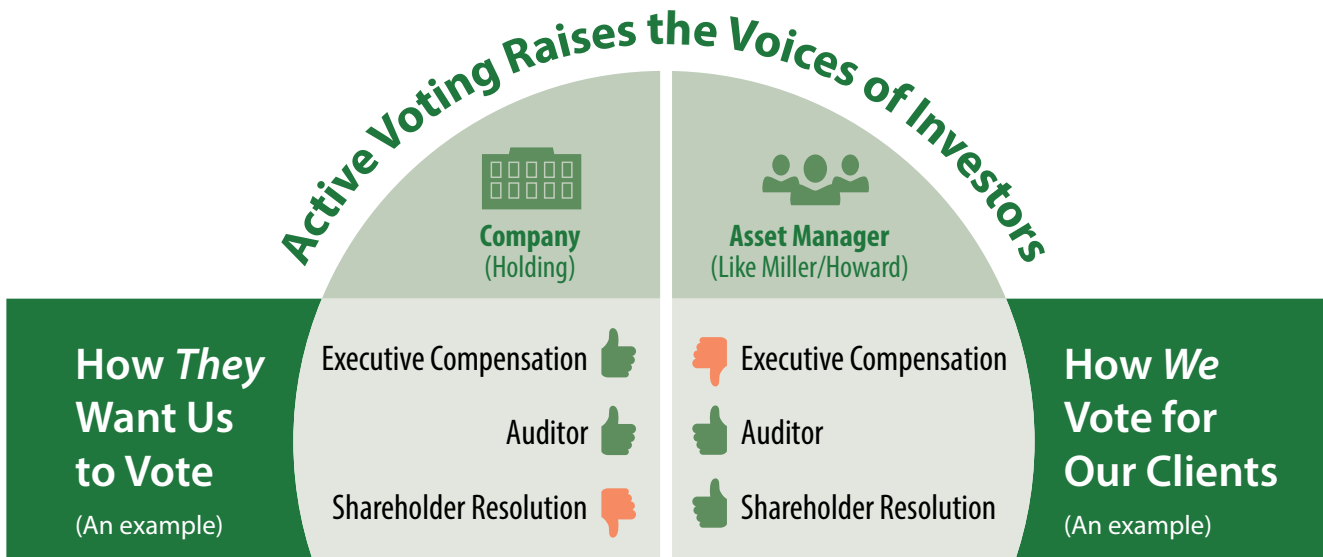 Active Voting Raises the Voices of Investors
Company
(Holding)
Asset Manager
(Like Miller/Howard)
How They
Want Us
to Vote
(An example)
Executive Compensation
Auditor
Shareholder Resolution
Executive Compensation
Auditor
Shareholder Resolution
How We
Vote for
Our Clients
(An example)